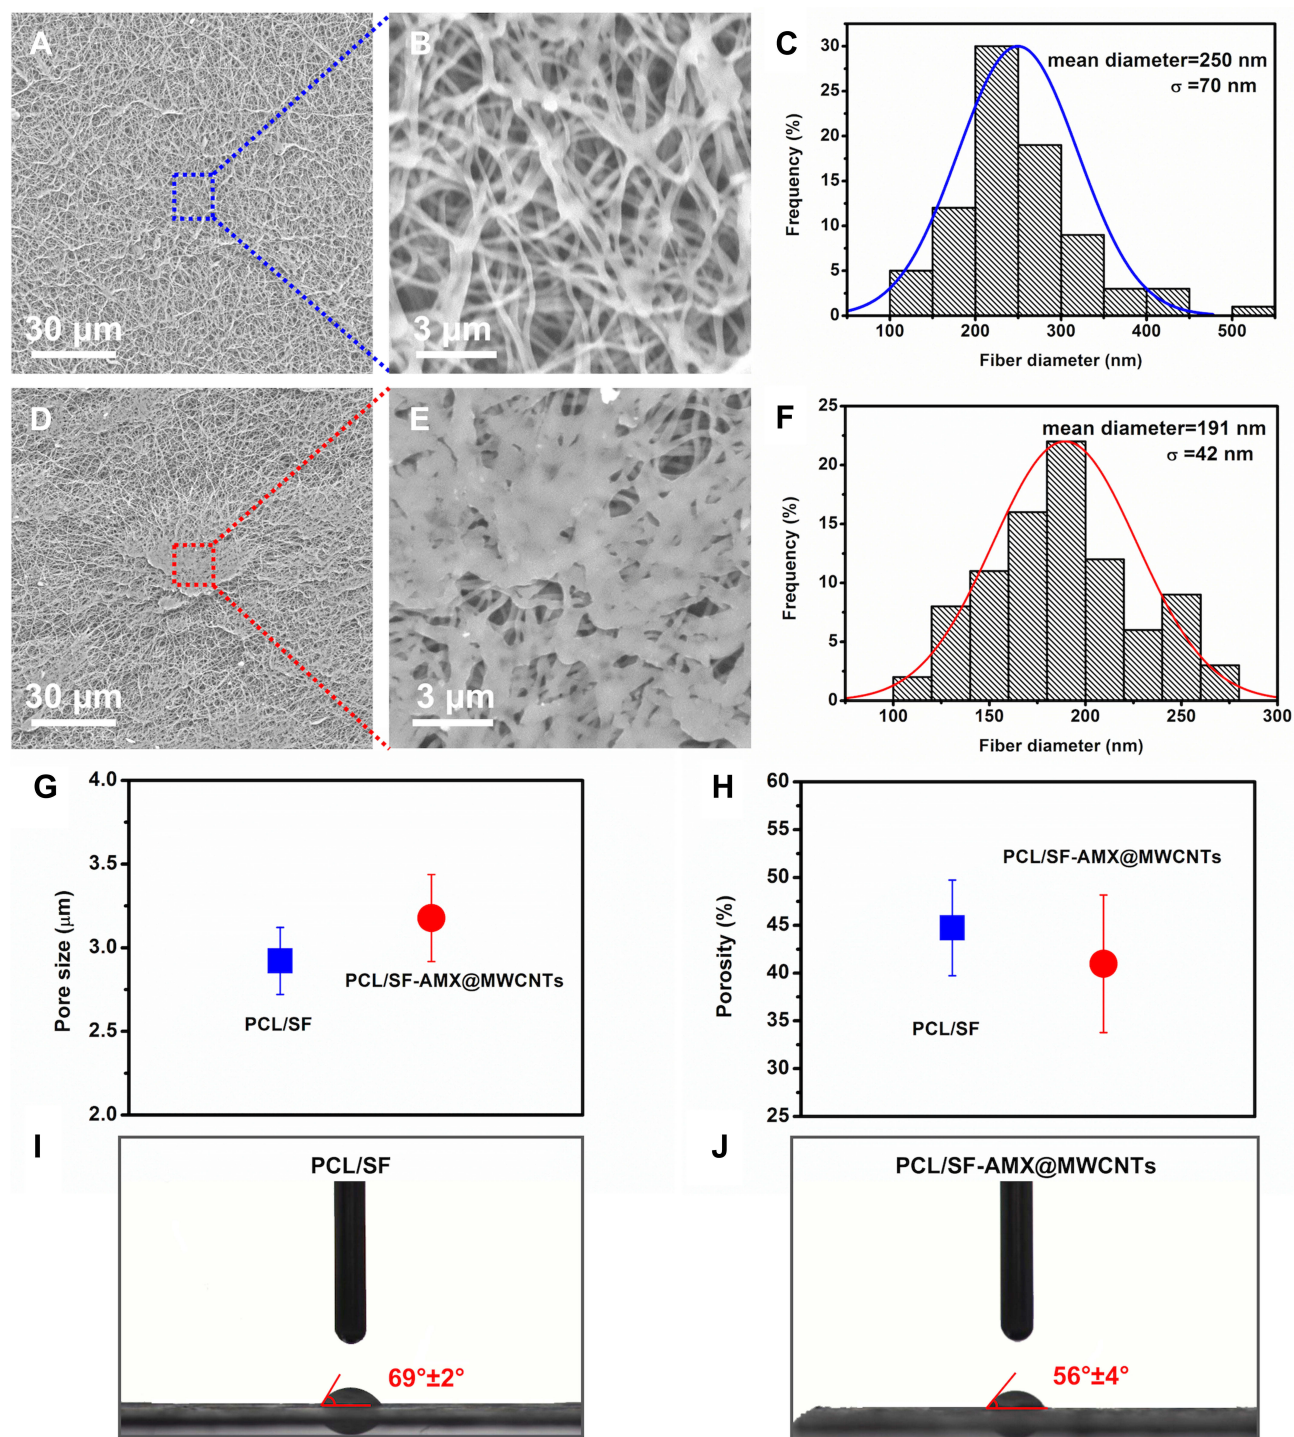 A
30 μm
B
3 μm
C
mean diameter=250 nm
σ =70 nm
Frequency (%)
30
25
20
15
10
5
0
100 200 300 400 500
Fiber diameter (nm)
D
30 μm
E
3 μm
F
mean diameter=191 nm
σ =42 nm
Frequency (%)
25
20
15
10
5
0
100 150 200 250 300
Fiber diameter (nm)
G
Pore size (μm)
4.0
3.5
3.0
2.5
2.0
PCL/SF-AMX@MWCNTs
PCL/SF
H
Porosity (%)
60
55
50
45
40
35
30
25
PCL/SF-AMX@MWCNTs
PCL/SF
I
PCL/SF
69°±2°
J
PCL/SF-AMX@MWCNTs
56°±4°